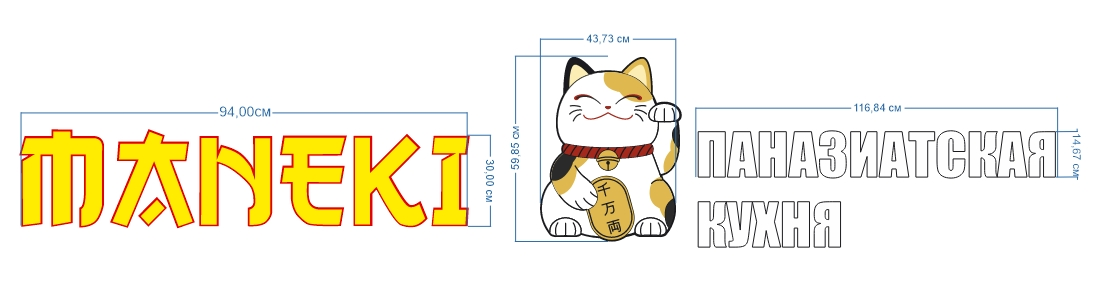 94,00см
MANEKI
30,00 см
43,73 см
59,85 см
千万両
116,84 см
ПАНАЗИАТСКАЯ
14,67 см
КУХНЯ